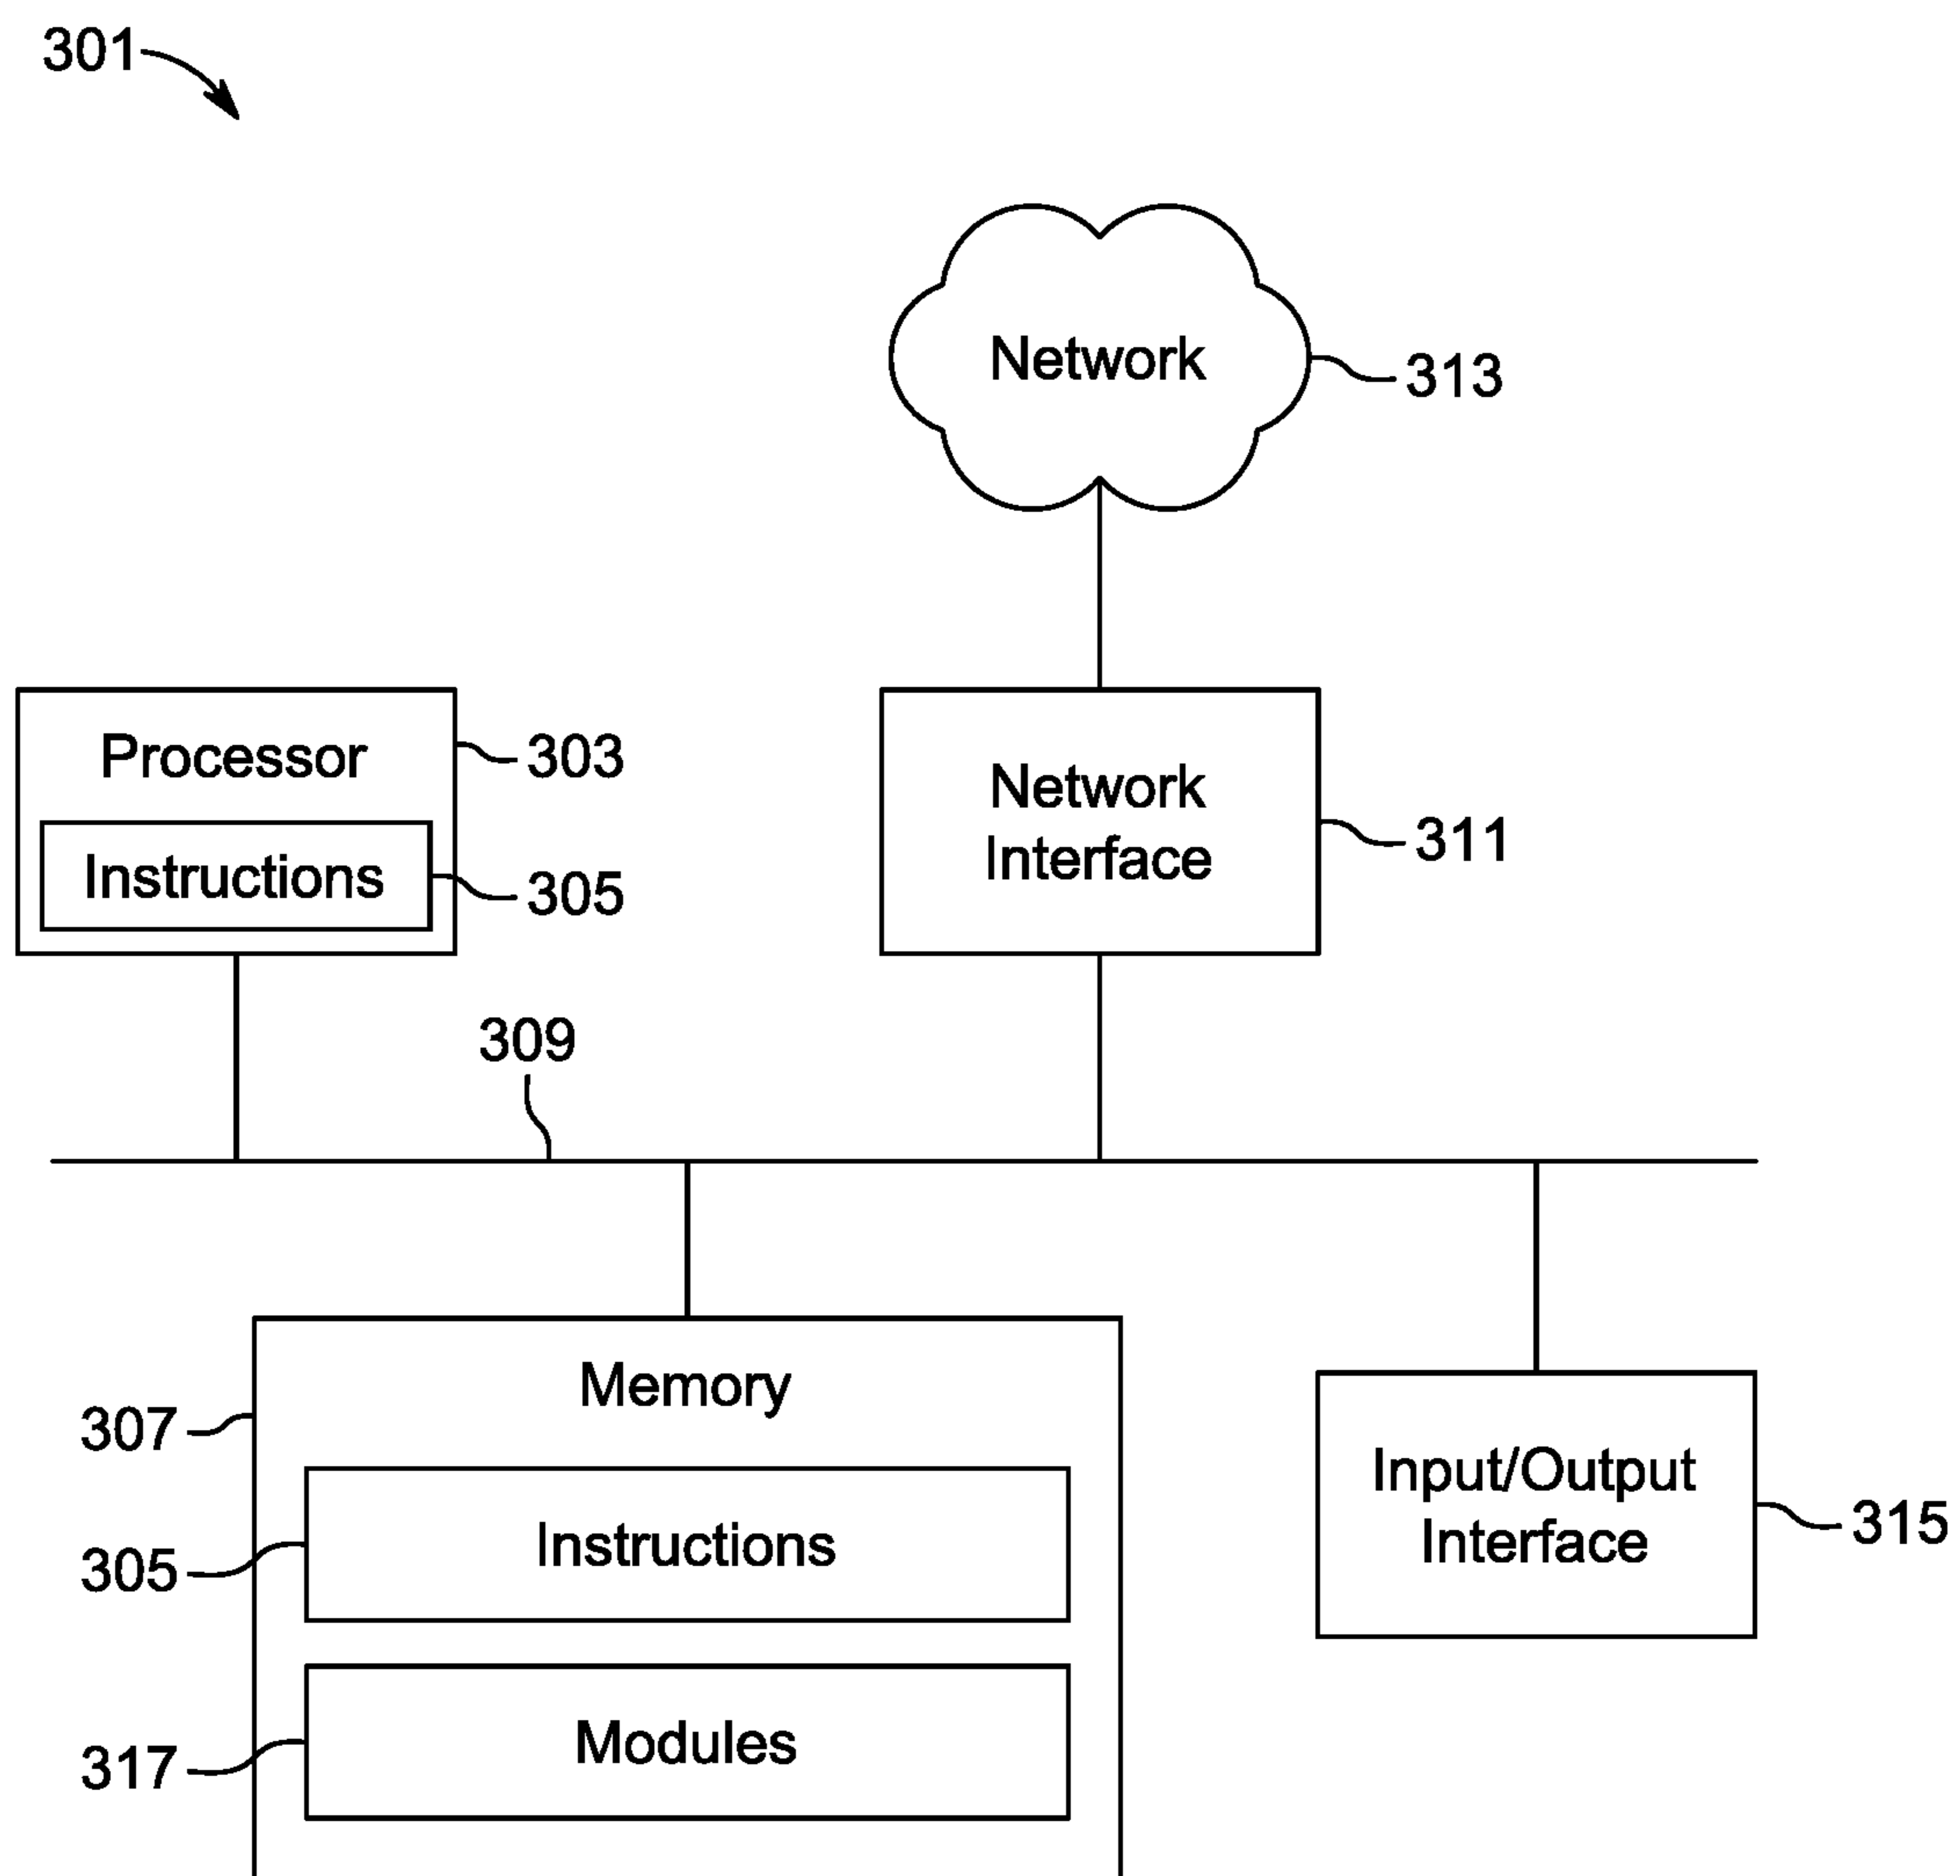 301
Network
313
Processor
303
Instructions
305
Network
Interface
311
309
Memory
307
Instructions
305
Modules
317
Input/Output
Interface
315